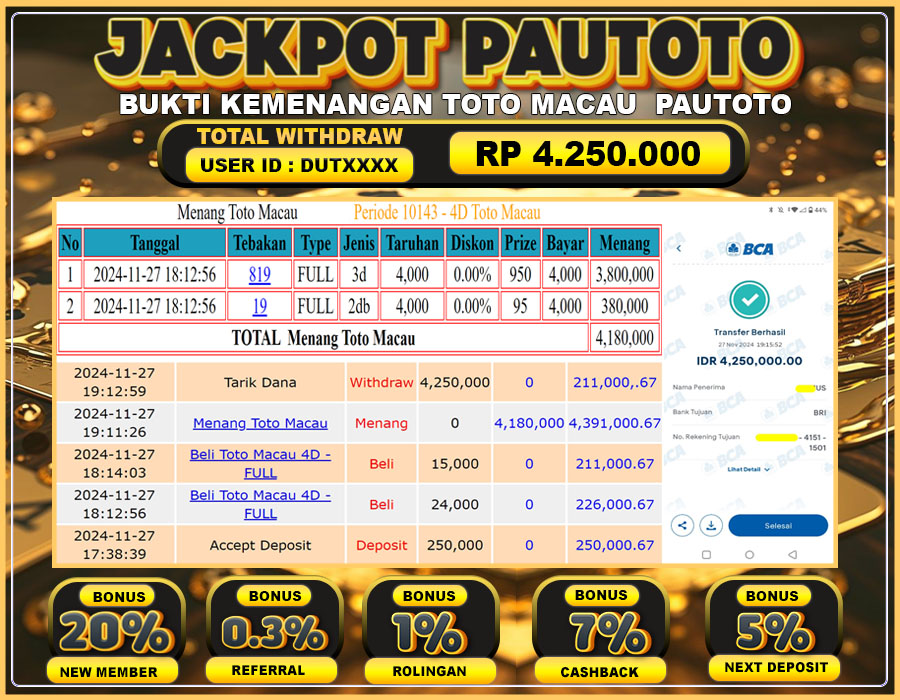 JACKPOT PAUTOTO
BUKTI KEMENANGAN TOTO MACAU PAUTOTO
TOTAL WITHDRAW
USER ID : DUTXXXX
RP 4.250.000
Menang Toto Macau Periode 10143 - 4D Toto Macau
No Tanggal Tebakan Type Jenis Taruhan Diskon Prize Bayar Menang
1 2024-11-27 18:12:56 819 FULL 3d 4,000 0.00% 950 4,000 3,800,000
2 2024-11-27 18:12:56 19 FULL 2db 4,000 0.00% 95 4,000 380,000
TOTAL Menang Toto Macau 4,180,000
2024-11-27
19:12:59
Tarik Dana Withdraw 4,250,000 0 211,000,.67
2024-11-27
19:11:26
Menang Toto Macau Menang 0 4,180,000 4,391,000.67
2024-11-27
18:14:03
Beli Toto Macau 4D -
FULL
Beli 15,000 0 211,000.67
2024-11-27
18:12:56
Beli Toto Macau 4D -
FULL
Beli 24,000 0 226,000.67
2024-11-27
17:38:39
Accept Deposit Deposit 250,000 0 250,000.67
44%
BCA
Transfer Berhasil
27 Nov 2024 19:15:52
IDR 4,250,000.00
Nama Penerima US
Bank Tujuan BRI
No. Rekening Tujuan - 4151 -
1501
Lihat Detail
Selesai
BONUS
20%
NEW MEMBER
BONUS
0.3%
REFERRAL
BONUS
1%
ROLINGAN
BONUS
7%
CASHBACK
BONUS
5%
NEXT DEPOSIT